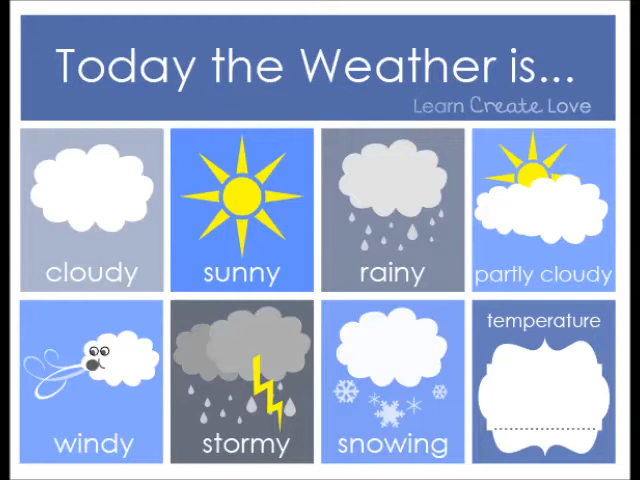 Today the Weather is...
Learn Create Love
cloudy
sunny
rainy
partly cloudy
windy
stormy
snowing
temperature